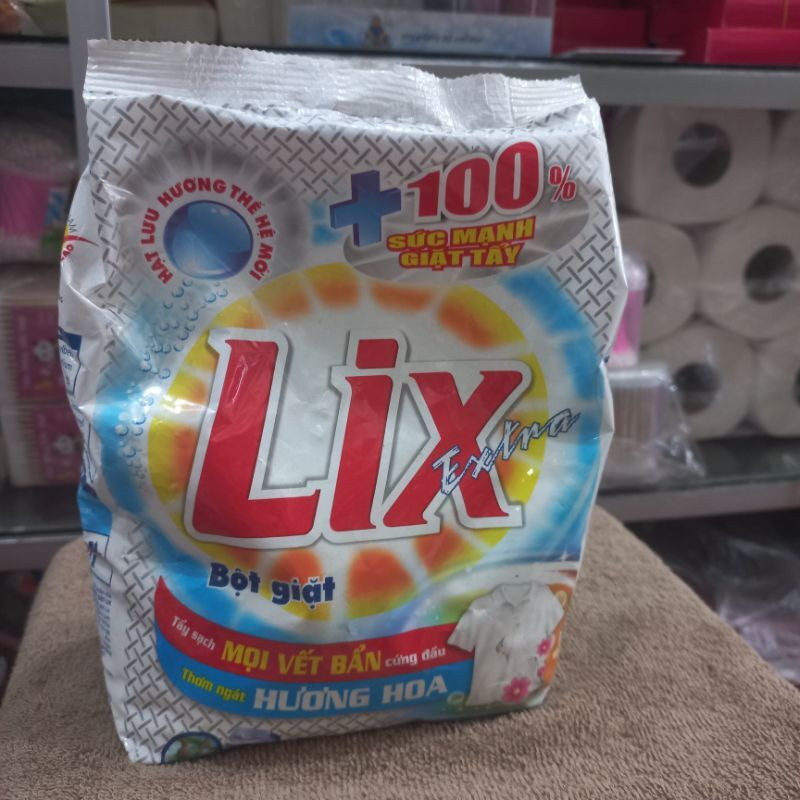 HẠT LƯU HƯƠNG THẾ HỆ MỚI
+100%
SỨC MẠNH
GIẶT TẨY
Lix
Extra
Bột giặt
Tẩy sạch MỌI VẾT BẨN cứng đầu
Thơm ngát HƯƠNG HOA